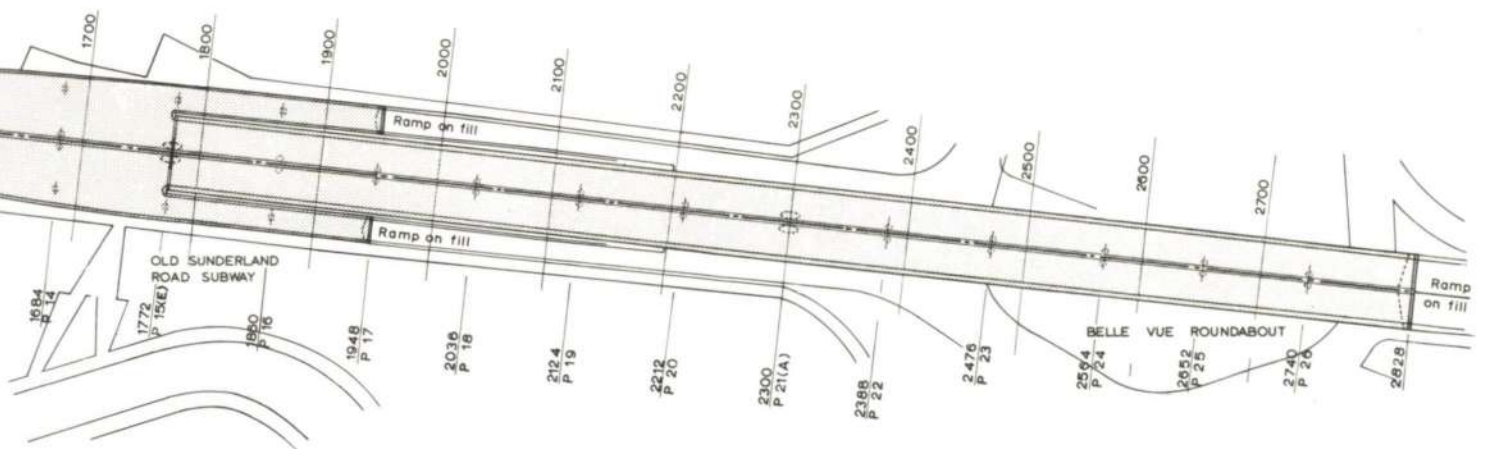 1700
1800
1900
2000
2100
2200
2300
2400
2500
2600
2700
Ramp on fill
Ramp on fill
Ramp
on fill
OLD SUNDERLAND
ROAD SUBWAY
BELLE VUE ROUNDABOUT
1684
P 14
1772
P 15(E)
1860
P 16
1948
P 17
2036
P 18
2124
P 19
2212
P 20
2300
P 21(A)
2388
P 22
2476
P 23
2564
P 24
2652
P 25
2740
P 26
2828